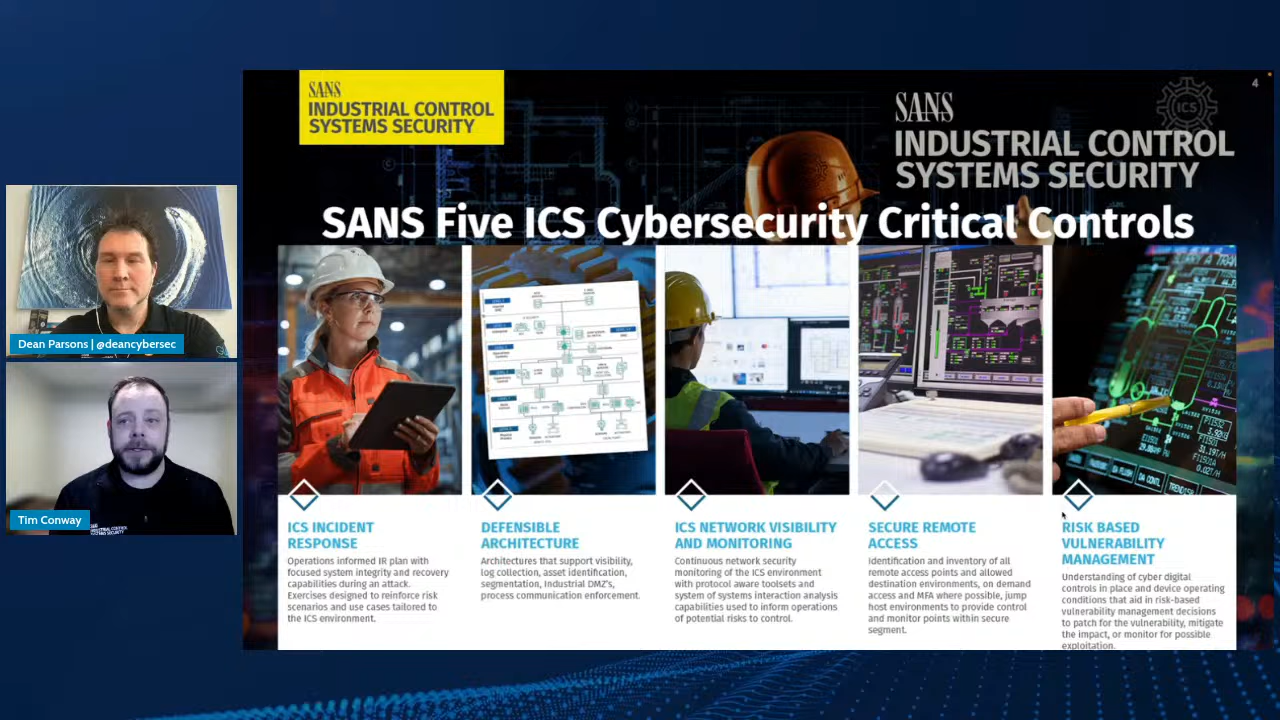 SANS
INDUSTRIAL CONTROL
SYSTEMS SECURITY
4
ICS
SANS
INDUSTRIAL CONTROL
SYSTEMS SECURITY
SANS Five ICS Cybersecurity Critical Controls
Dean Parsons | @deancybersec
Tim Conway
ICS INCIDENT
RESPONSE
Operations informed IR plan with
focused system integrity and recovery
capabilities during an attack.
Exercises designed to reinforce risk
scenarios and use cases tailored to
the ICS environment.
DEFENSIBLE
ARCHITECTURE
Architectures that support visibility,
log collection, asset identification,
segmentation, Industrial DMZ's,
process communication enforcement.
ICS NETWORK VISIBILITY
AND MONITORING
Continuous network security
monitoring of the ICS environment
with protocol aware toolsets and
system of systems interaction analysis
capabilities used to inform operations
of potential risks to control.
SECURE REMOTE
ACCESS
Identification and inventory of all
remote access points and allowed
destination environments, on demand
access and MFA where possible, jump
host environments to provide control
and monitor points within secure
segment.
RISK BASED
VULNERABILITY
MANAGEMENT
Understanding of cyber digital
controls in place and device operating
conditions that aid in risk-based
vulnerability management decisions
to patch for the vulnerability, mitigate
the impact, or monitor for possible
exploitation.